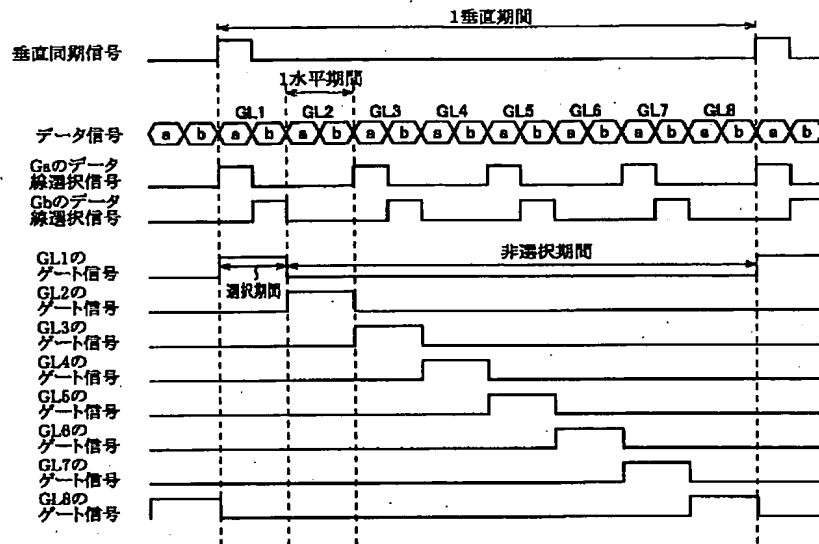 1垂直期間
垂直同期信号
1水平期間
GL1 GL2 GL3 GL4 GL5 GL6 GL7 GL8
データ信号 a b a b a b a b a b a b a b a b a b a b
Gaのデータ
線選択信号
Gbのデータ
線選択信号
GL1の
ゲート信号
選択期間
非選択期間
GL2の
ゲート信号
GL3の
ゲート信号
GL4の
ゲート信号
GL5の
ゲート信号
GL6の
ゲート信号
GL7の
ゲート信号
GL8の
ゲート信号